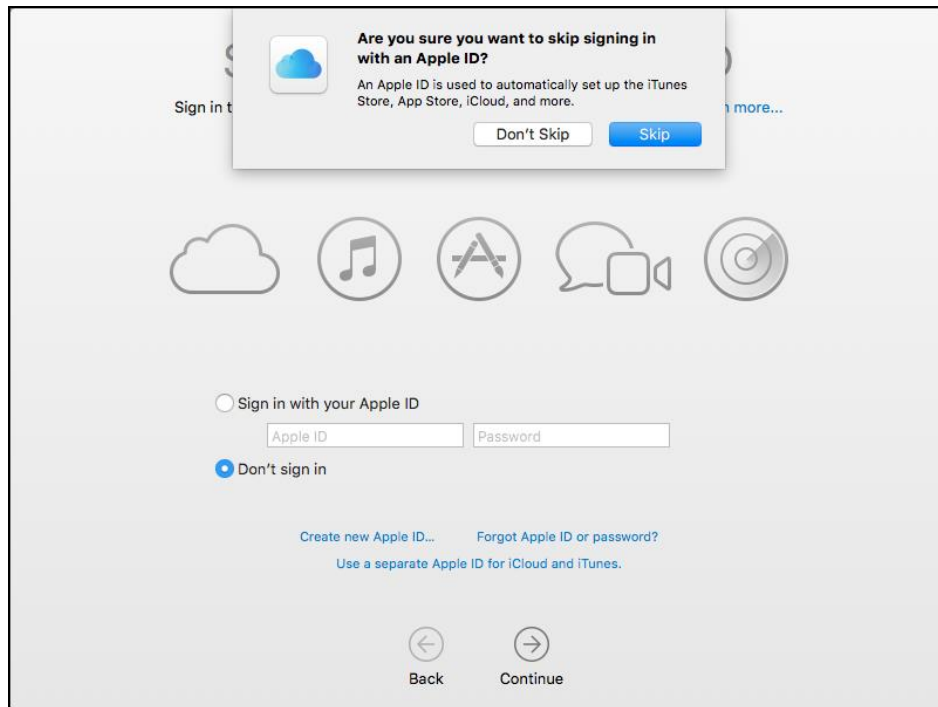 Are you sure you want to skip signing in
with an Apple ID?
An Apple ID is used to automatically set up the iTunes
Store, App Store, iCloud, and more.
Don't Skip
Skip
Sign in
more...
Sign in with your Apple ID
Apple ID
Password
Don't sign in
Create new Apple ID...
Forgot Apple ID or password?
Use a separate Apple ID for iCloud and iTunes.
Back
Continue